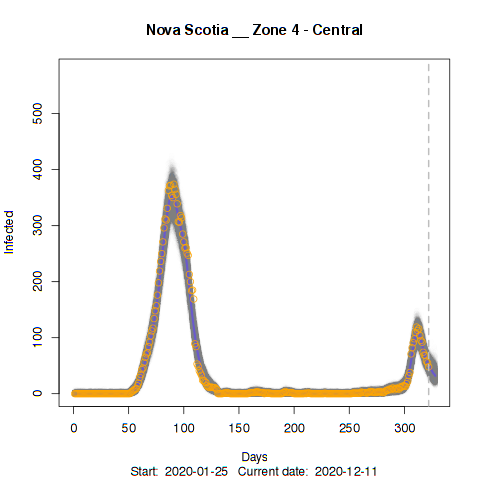 Nova Scotia __ Zone 4 - Central
Infected
500
400
300
200
100
0
0 50 100 150 200 250 300
Days
Start: 2020-01-25 Current date: 2020-12-11